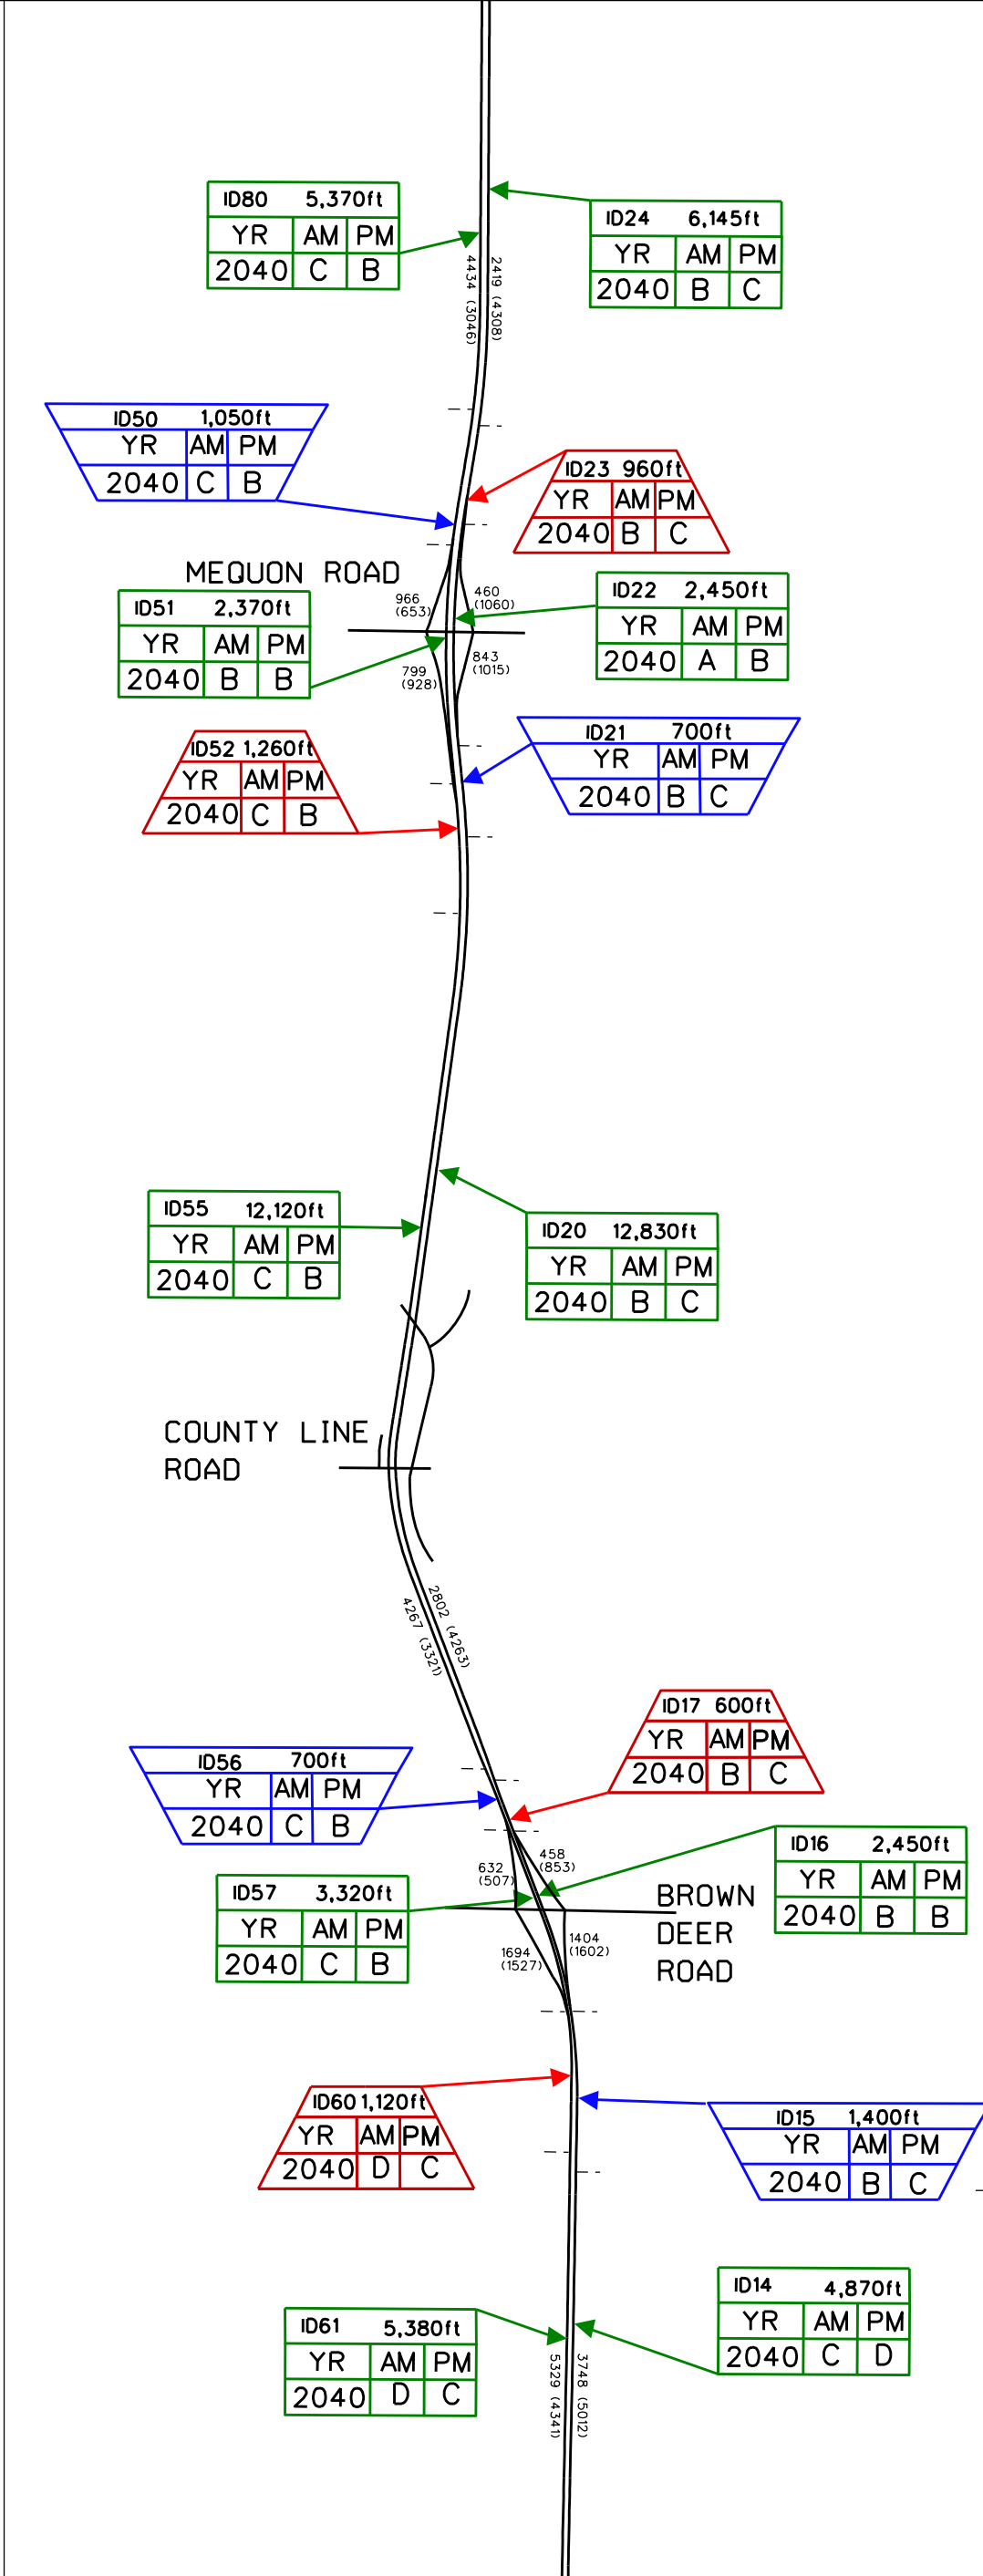 ID80 5,370ft
YR AM PM
2040 C B
ID24 6,145ft
YR AM PM
2040 B C
4434 (3046)
2419 (4308)
ID50 1,050ft
YR AM PM
2040 C B
ID23 960ft
YR AM PM
2040 B C
MEQUON ROAD
966
(653)
460
(1060)
ID51 2,370ft
YR AM PM
2040 B B
ID22 2,450ft
YR AM PM
2040 A B
799
(928)
843
(1015)
ID52 1,260ft
YR AM PM
2040 C B
ID21 700ft
YR AM PM
2040 B C
ID55 12,120ft
YR AM PM
2040 C B
ID20 12,830ft
YR AM PM
2040 B C
COUNTY LINE
ROAD
4267 (3321)
2802 (4263)
ID17 600ft
YR AM PM
2040 B C
ID56 700ft
YR AM PM
2040 C B
632
(507)
458
(853)
ID16 2,450ft
YR AM PM
2040 B B
ID57 3,320ft
YR AM PM
2040 C B
BROWN
DEER
ROAD
1694
(1527)
1404
(1602)
ID60 1,120ft
YR AM PM
2040 D C
ID15 1,400ft
YR AM PM
2040 B C
ID14 4,870ft
YR AM PM
2040 C D
ID61 5,380ft
YR AM PM
2040 D C
5329 (4341)
3748 (5012)